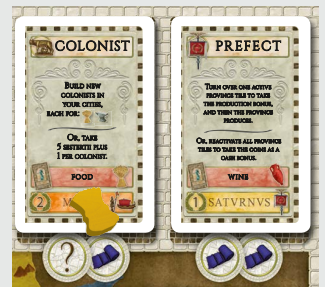 COLONIST
BUILD NEW
COLONISTS IN
YOUR CITIES,
EACH FOR:
OR, TAKE
5 SESTERTII PLUS
1 PER COLONIST.
FOOD
2 M
?
PREFECT
TURN OVER ONE ACTIVE
PROVINCE TILE TO TAKE
THE PRODUCTION BONUS,
AND THEN THE PROVINCE
PRODUCES.
OR, REACTIVATE ALL PROVINCE
TILES TO TAKE THE COINS AS A
CASH BONUS.
WINE
1 SATVRNVS